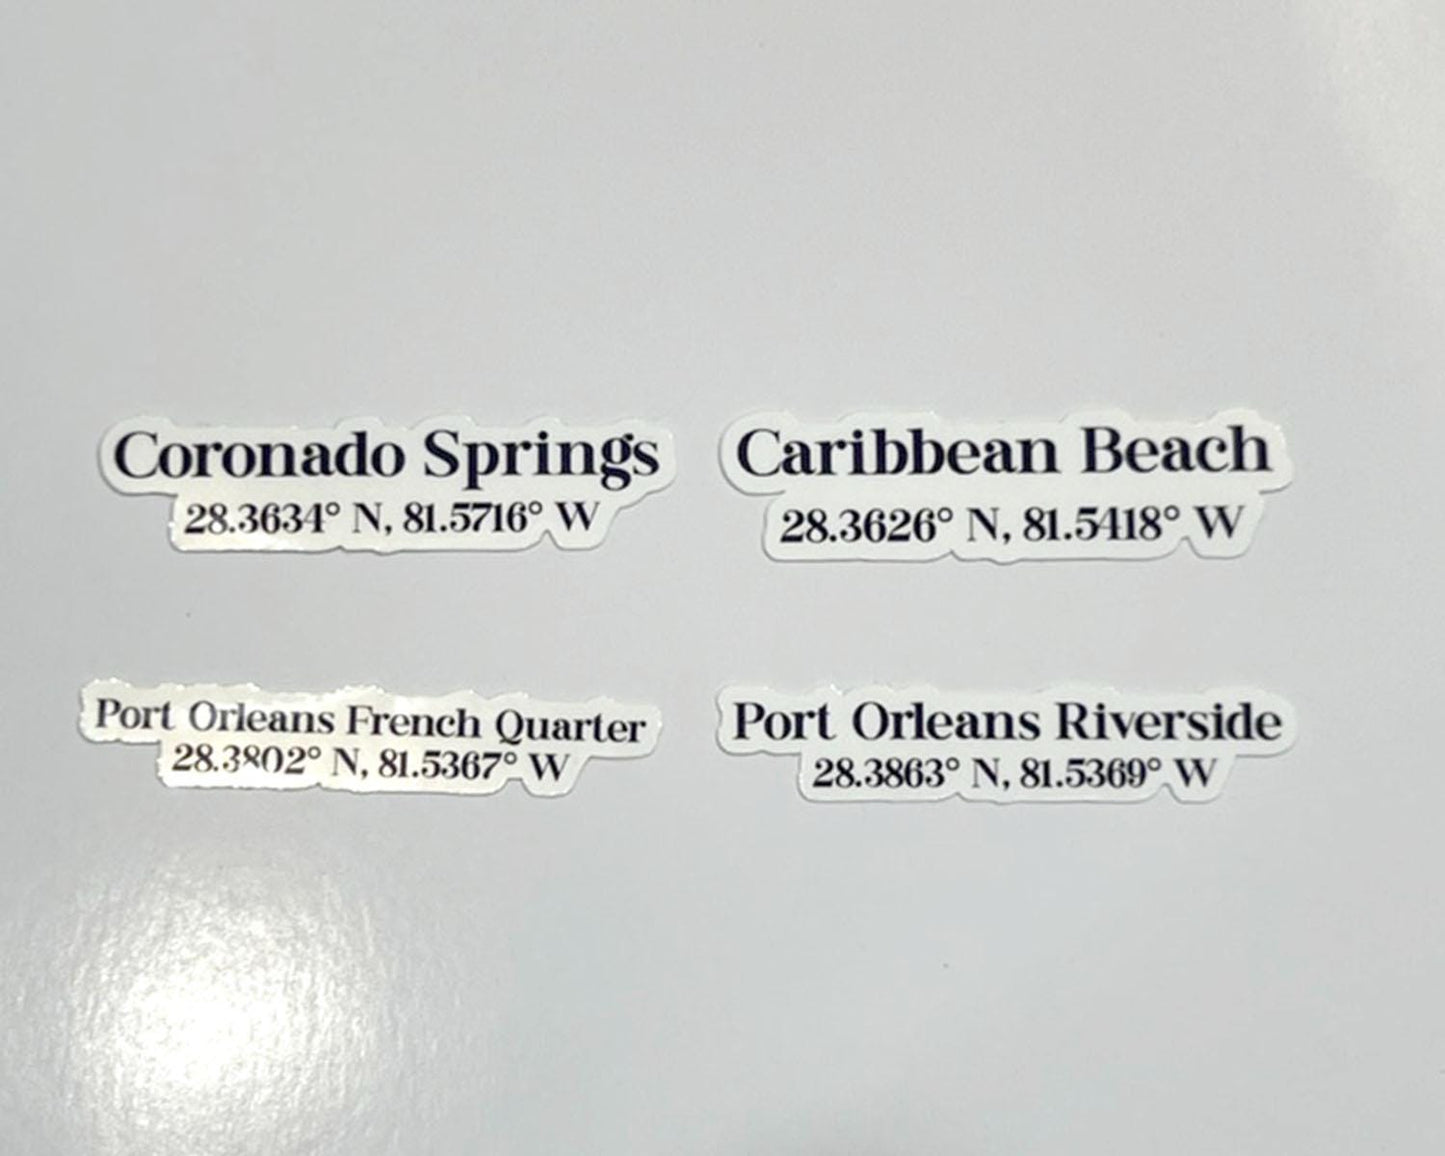 Coronado Springs
28.3634° N, 81.5716° W
Caribbean Beach
28.3626° N, 81.5418° W
Port Orleans French Quarter
28.3802° N, 81.5367° W
Port Orleans Riverside
28.3863° N, 81.5369° W